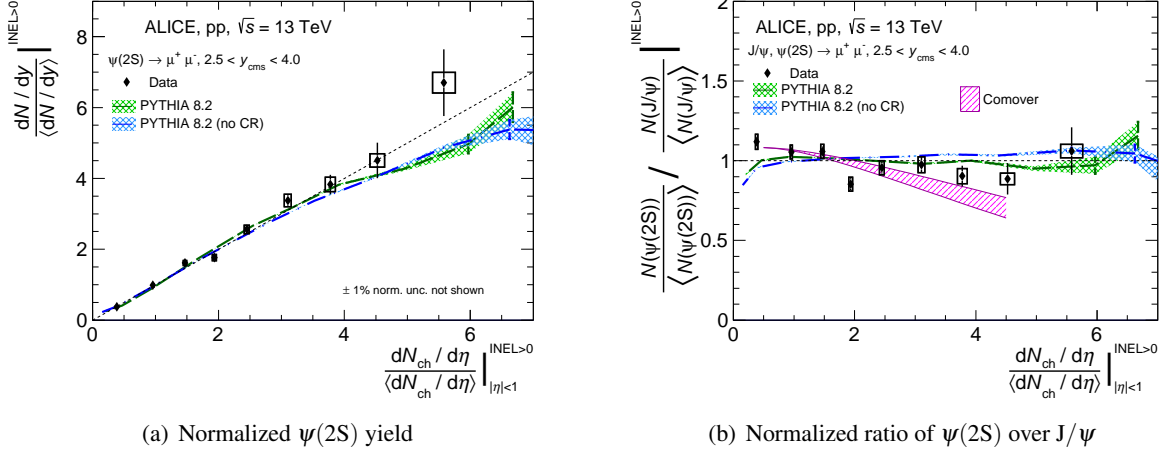 ALICE, pp, √s = 13 TeV
ψ(2S) → μ⁺ μ⁻, 2.5 < y_cms < 4.0
Data
PYTHIA 8.2
PYTHIA 8.2 (no CR)
± 1% norm. unc. not shown
dN / dy
⟨dN / dy⟩
INEL>0
8
6
4
2
0
0 2 4 6
dN_ch / dη
⟨dN_ch / dη⟩
INEL>0
|η|<1
(a) Normalized ψ(2S) yield
ALICE, pp, √s = 13 TeV
J/ψ, ψ(2S) → μ⁺ μ⁻, 2.5 < y_cms < 4.0
Data
PYTHIA 8.2
PYTHIA 8.2 (no CR)
Comover
N(ψ(2S))
⟨N(ψ(2S))⟩
/
N(J/ψ)
⟨N(J/ψ)⟩
INEL>0
2
1.5
1
0.5
0
0 2 4 6
dN_ch / dη
⟨dN_ch / dη⟩
INEL>0
|η|<1
(b) Normalized ratio of ψ(2S) over J/ψ